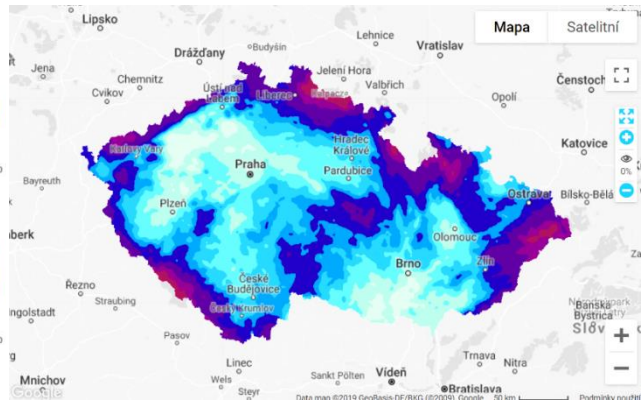 Mapa
Satelitní
Lipsko
Budyšín
Lehnice
Vratislav
Drážďany
Jena
Chemnitz
Jelení Hora
Valbřich
Čenstoch
Cvikov
Ústí nad
Labem
Liberec
Opolí
0%
Karlovy Vary
Hradec
Králové
Katovice
Praha
Pardubice
Bayreuth
Ostrava
Bílsko-Bělá
Plzeň
Olomouc
Brno
Zlín
Řezno
České
Budějovice
Straubing
Český Krumlov
Banská
Bystrica
Ingolstadt
Pasov
Linec
Trnava
Nitra
Mnichov
Wels
Sankt Pölten
Vídeň
Steyr
Bratislava
Google
Map data ©2019 GeoBasis-DE/BKG (©2009), Google
50 km